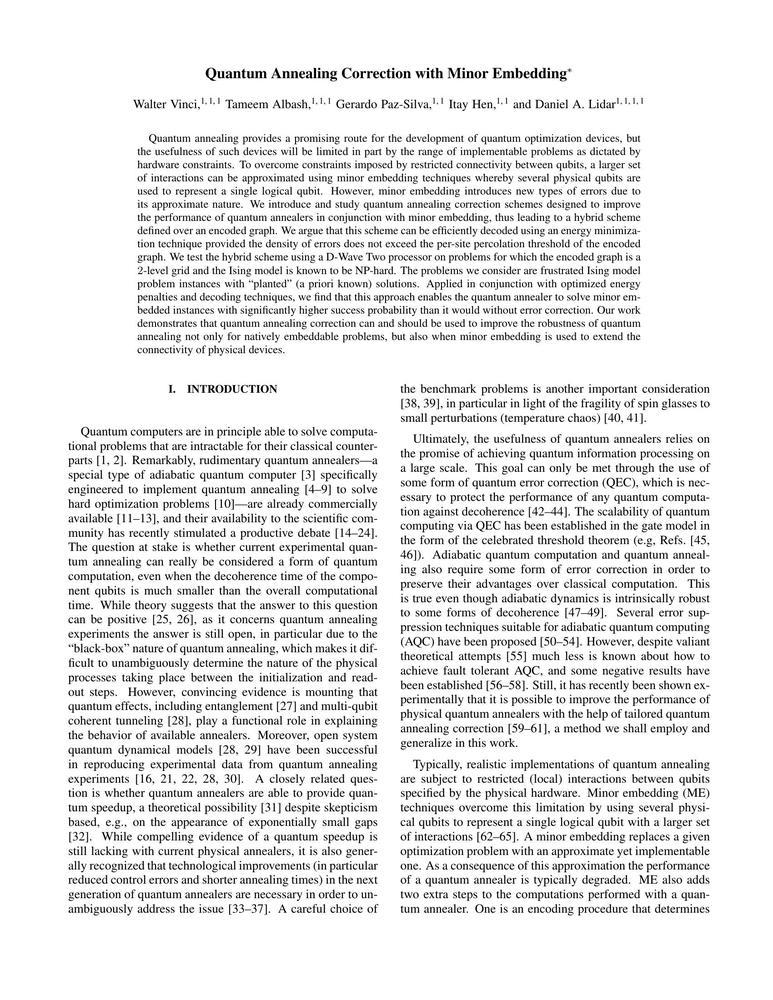 Quantum Annealing Correction with Minor Embedding*
Walter Vinci,1, 1, 1 Tameem Albash,1, 1, 1 Gerardo Paz-Silva,1, 1 Itay Hen,1, 1 and Daniel A. Lidar1, 1, 1, 1
Quantum annealing provides a promising route for the development of quantum optimization devices, but
the usefulness of such devices will be limited in part by the range of implementable problems as dictated by
hardware constraints. To overcome constraints imposed by restricted connectivity between qubits, a larger set
of interactions can be approximated using minor embedding techniques whereby several physical qubits are
used to represent a single logical qubit. However, minor embedding introduces new types of errors due to
its approximate nature. We introduce and study quantum annealing correction schemes designed to improve
the performance of quantum annealers in conjunction with minor embedding, thus leading to a hybrid scheme
defined over an encoded graph. We argue that this scheme can be efficiently decoded using an energy minimiza-
tion technique provided the density of errors does not exceed the per-site percolation threshold of the encoded
graph. We test the hybrid scheme using a D-Wave Two processor on problems for which the encoded graph is a
2-level grid and the Ising model is known to be NP-hard. The problems we consider are frustrated Ising model
problem instances with “planted” (a priori known) solutions. Applied in conjunction with optimized energy
penalties and decoding techniques, we find that this approach enables the quantum annealer to solve minor em-
bedded instances with significantly higher success probability than it would without error correction. Our work
demonstrates that quantum annealing correction can and should be used to improve the robustness of quantum
annealing not only for natively embeddable problems, but also when minor embedding is used to extend the
connectivity of physical devices.
I. INTRODUCTION
Quantum computers are in principle able to solve computa-
tional problems that are intractable for their classical counter-
parts [1, 2]. Remarkably, rudimentary quantum annealers—a
special type of adiabatic quantum computer [3] specifically
engineered to implement quantum annealing [4–9] to solve
hard optimization problems [10]—are already commercially
available [11–13], and their availability to the scientific com-
munity has recently stimulated a productive debate [14–24].
The question at stake is whether current experimental quan-
tum annealing can really be considered a form of quantum
computation, even when the decoherence time of the compo-
nent qubits is much smaller than the overall computational
time. While theory suggests that the answer to this question
can be positive [25, 26], as it concerns quantum annealing
experiments the answer is still open, in particular due to the
“black-box” nature of quantum annealing, which makes it dif-
ficult to unambiguously determine the nature of the physical
processes taking place between the initialization and read-
out steps. However, convincing evidence is mounting that
quantum effects, including entanglement [27] and multi-qubit
coherent tunneling [28], play a functional role in explaining
the behavior of available annealers. Moreover, open system
quantum dynamical models [28, 29] have been successful
in reproducing experimental data from quantum annealing
experiments [16, 21, 22, 28, 30]. A closely related ques-
tion is whether quantum annealers are able to provide quan-
tum speedup, a theoretical possibility [31] despite skepticism
based, e.g., on the appearance of exponentially small gaps
[32]. While compelling evidence of a quantum speedup is
still lacking with current physical annealers, it is also gener-
ally recognized that technological improvements (in particular
reduced control errors and shorter annealing times) in the next
generation of quantum annealers are necessary in order to un-
ambiguously address the issue [33–37]. A careful choice of
the benchmark problems is another important consideration
[38, 39], in particular in light of the fragility of spin glasses to
small perturbations (temperature chaos) [40, 41].
Ultimately, the usefulness of quantum annealers relies on
the promise of achieving quantum information processing on
a large scale. This goal can only be met through the use of
some form of quantum error correction (QEC), which is nec-
essary to protect the performance of any quantum computa-
tion against decoherence [42–44]. The scalability of quantum
computing via QEC has been established in the gate model in
the form of the celebrated threshold theorem (e.g, Refs. [45,
46]). Adiabatic quantum computation and quantum anneal-
ing also require some form of error correction in order to
preserve their advantages over classical computation. This
is true even though adiabatic dynamics is intrinsically robust
to some forms of decoherence [47–49]. Several error sup-
pression techniques suitable for adiabatic quantum computing
(AQC) have been proposed [50–54]. However, despite valiant
theoretical attempts [55] much less is known about how to
achieve fault tolerant AQC, and some negative results have
been established [56–58]. Still, it has recently been shown ex-
perimentally that it is possible to improve the performance of
physical quantum annealers with the help of tailored quantum
annealing correction [59–61], a method we shall employ and
generalize in this work.
Typically, realistic implementations of quantum annealing
are subject to restricted (local) interactions between qubits
specified by the physical hardware. Minor embedding (ME)
techniques overcome this limitation by using several physi-
cal qubits to represent a single logical qubit with a larger set
of interactions [62–65]. A minor embedding replaces a given
optimization problem with an approximate yet implementable
one. As a consequence of this approximation the performance
of a quantum annealer is typically degraded. ME also adds
two extra steps to the computations performed with a quan-
tum annealer. One is an encoding procedure that determines